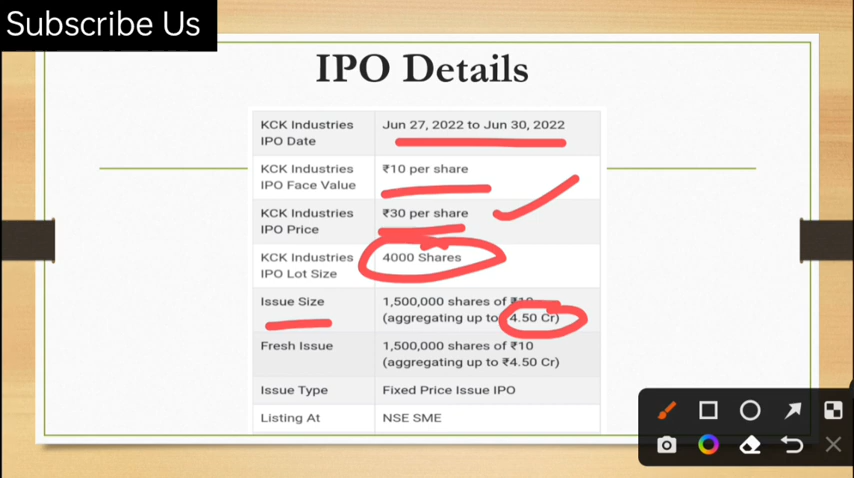 Subscribe Us
IPO Details
KCK Industries Jun 27, 2022 to Jun 30, 2022
IPO Date
KCK Industries ₹10 per share
IPO Face Value
KCK Industries ₹30 per share
IPO Price
KCK Industries 4000 Shares
IPO Lot Size
Issue Size 1,500,000 shares of ₹10
(aggregating up to ₹4.50 Cr)
Fresh Issue 1,500,000 shares of ₹10
(aggregating up to ₹4.50 Cr)
Issue Type Fixed Price Issue IPO
Listing At NSE SME